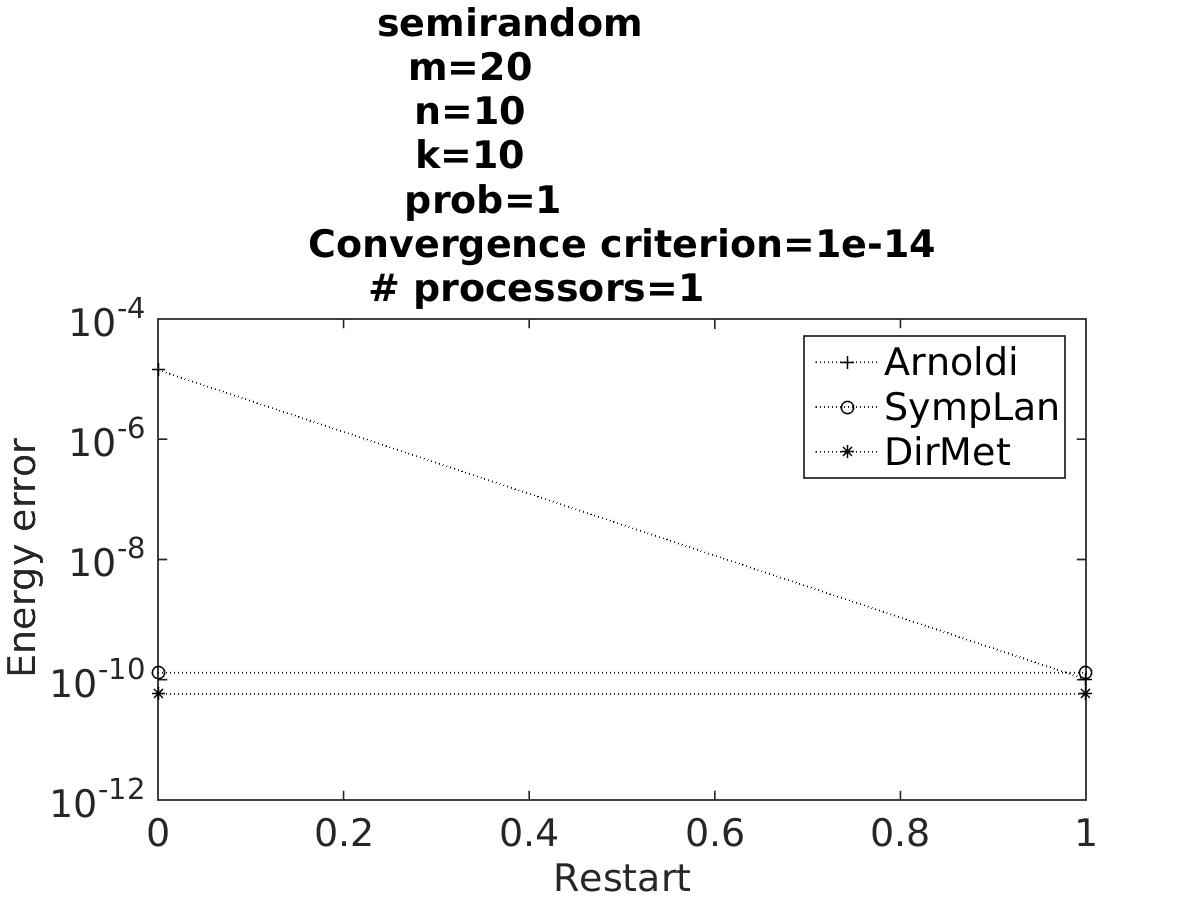 semirandom
m=20
n=10
k=10
prob=1
Convergence criterion=1e-14
# processors=1
10^-4
10^-6
10^-8
10^-10
10^-12
Energy error
Arnoldi
SympLan
DirMet
0 0.2 0.4 0.6 0.8 1
Restart